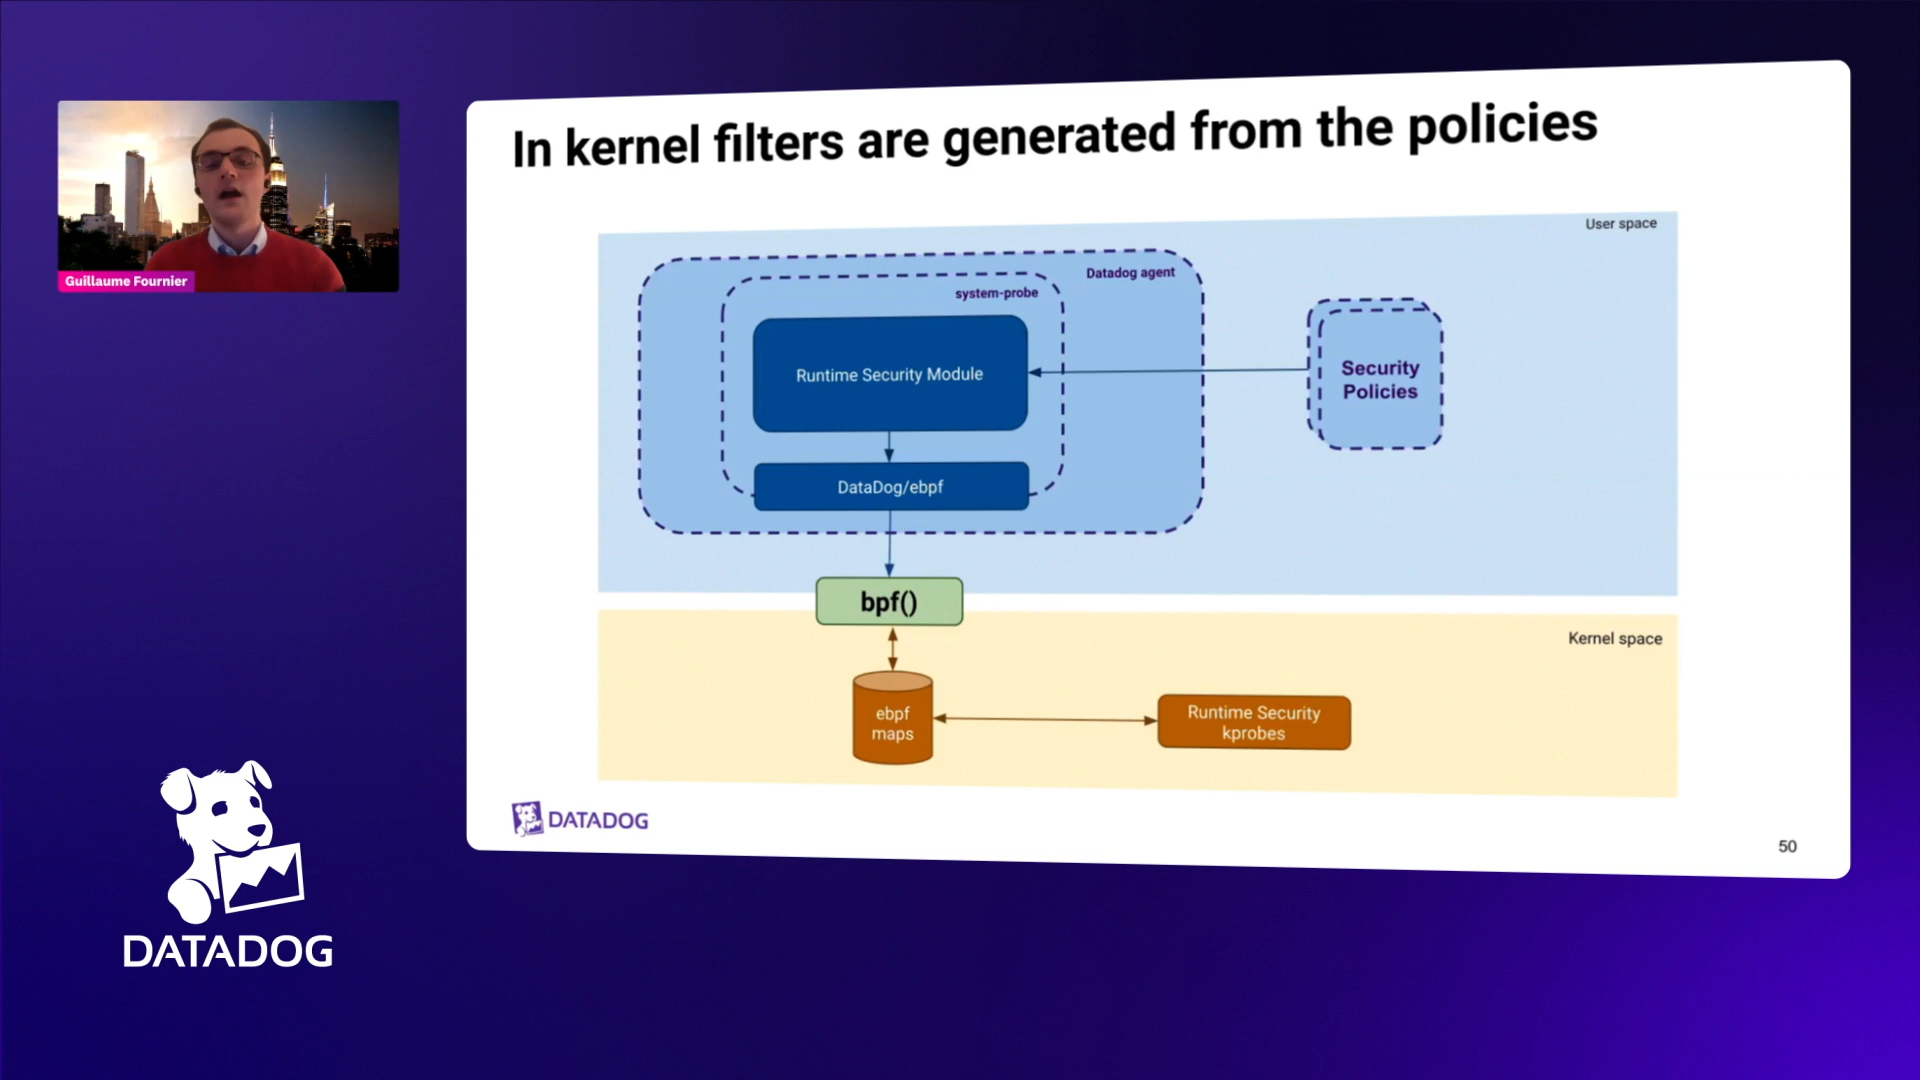 In kernel filters are generated from the policies
Guillaume Fournier
User space
Datadog agent
system-probe
Runtime Security Module
Security
Policies
DataDog/ebpf
bpf()
Kernel space
ebpf
maps
Runtime Security
kprobes
DATADOG
50
DATADOG